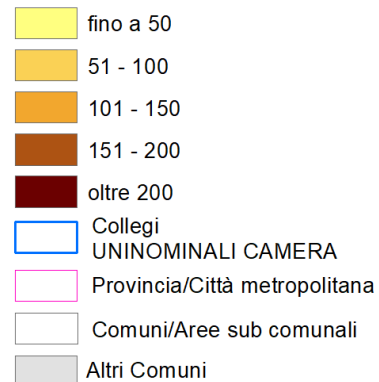 fino a 50
51 - 100
101 - 150
151 - 200
oltre 200
Collegi
UNINOMINALI CAMERA
Provincia/Città metropolitana
Comuni/Aree sub comunali
Altri Comuni